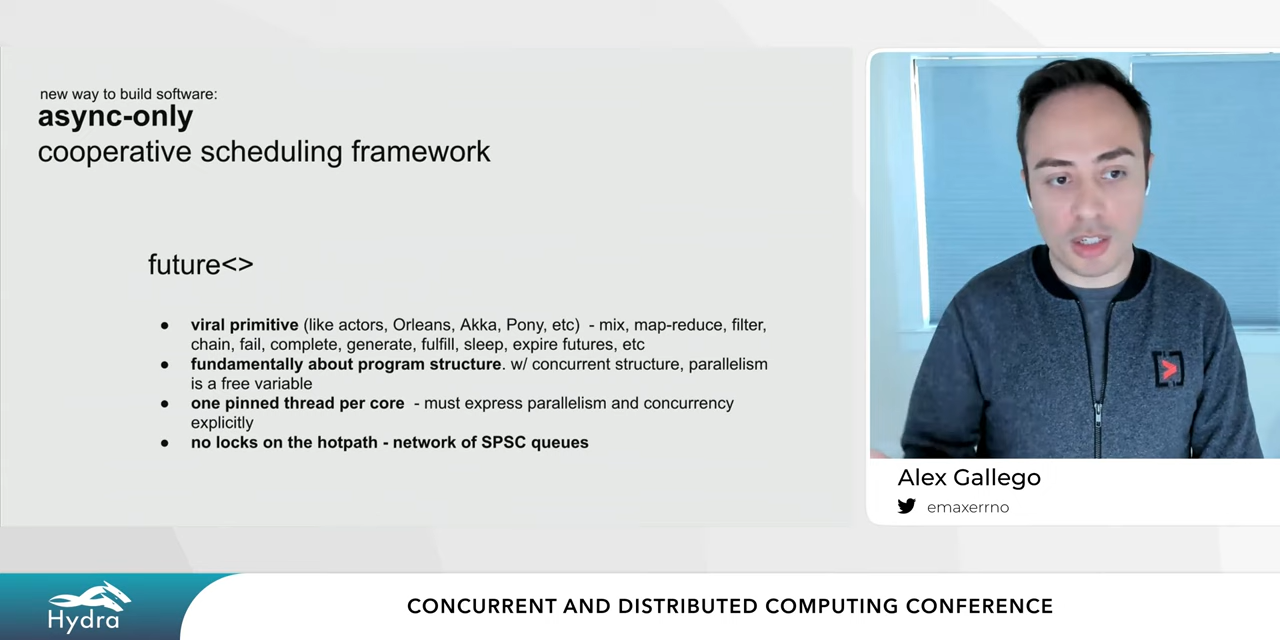 new way to build software:
async-only
cooperative scheduling framework
future<>
● viral primitive (like actors, Orleans, Akka, Pony, etc) - mix, map-reduce, filter,
chain, fail, complete, generate, fulfill, sleep, expire futures, etc
● fundamentally about program structure. w/ concurrent structure, parallelism
is a free variable
● one pinned thread per core - must express parallelism and concurrency
explicitly
● no locks on the hotpath - network of SPSC queues
Alex Gallego
emaxerrno
Hydra
CONCURRENT AND DISTRIBUTED COMPUTING CONFERENCE